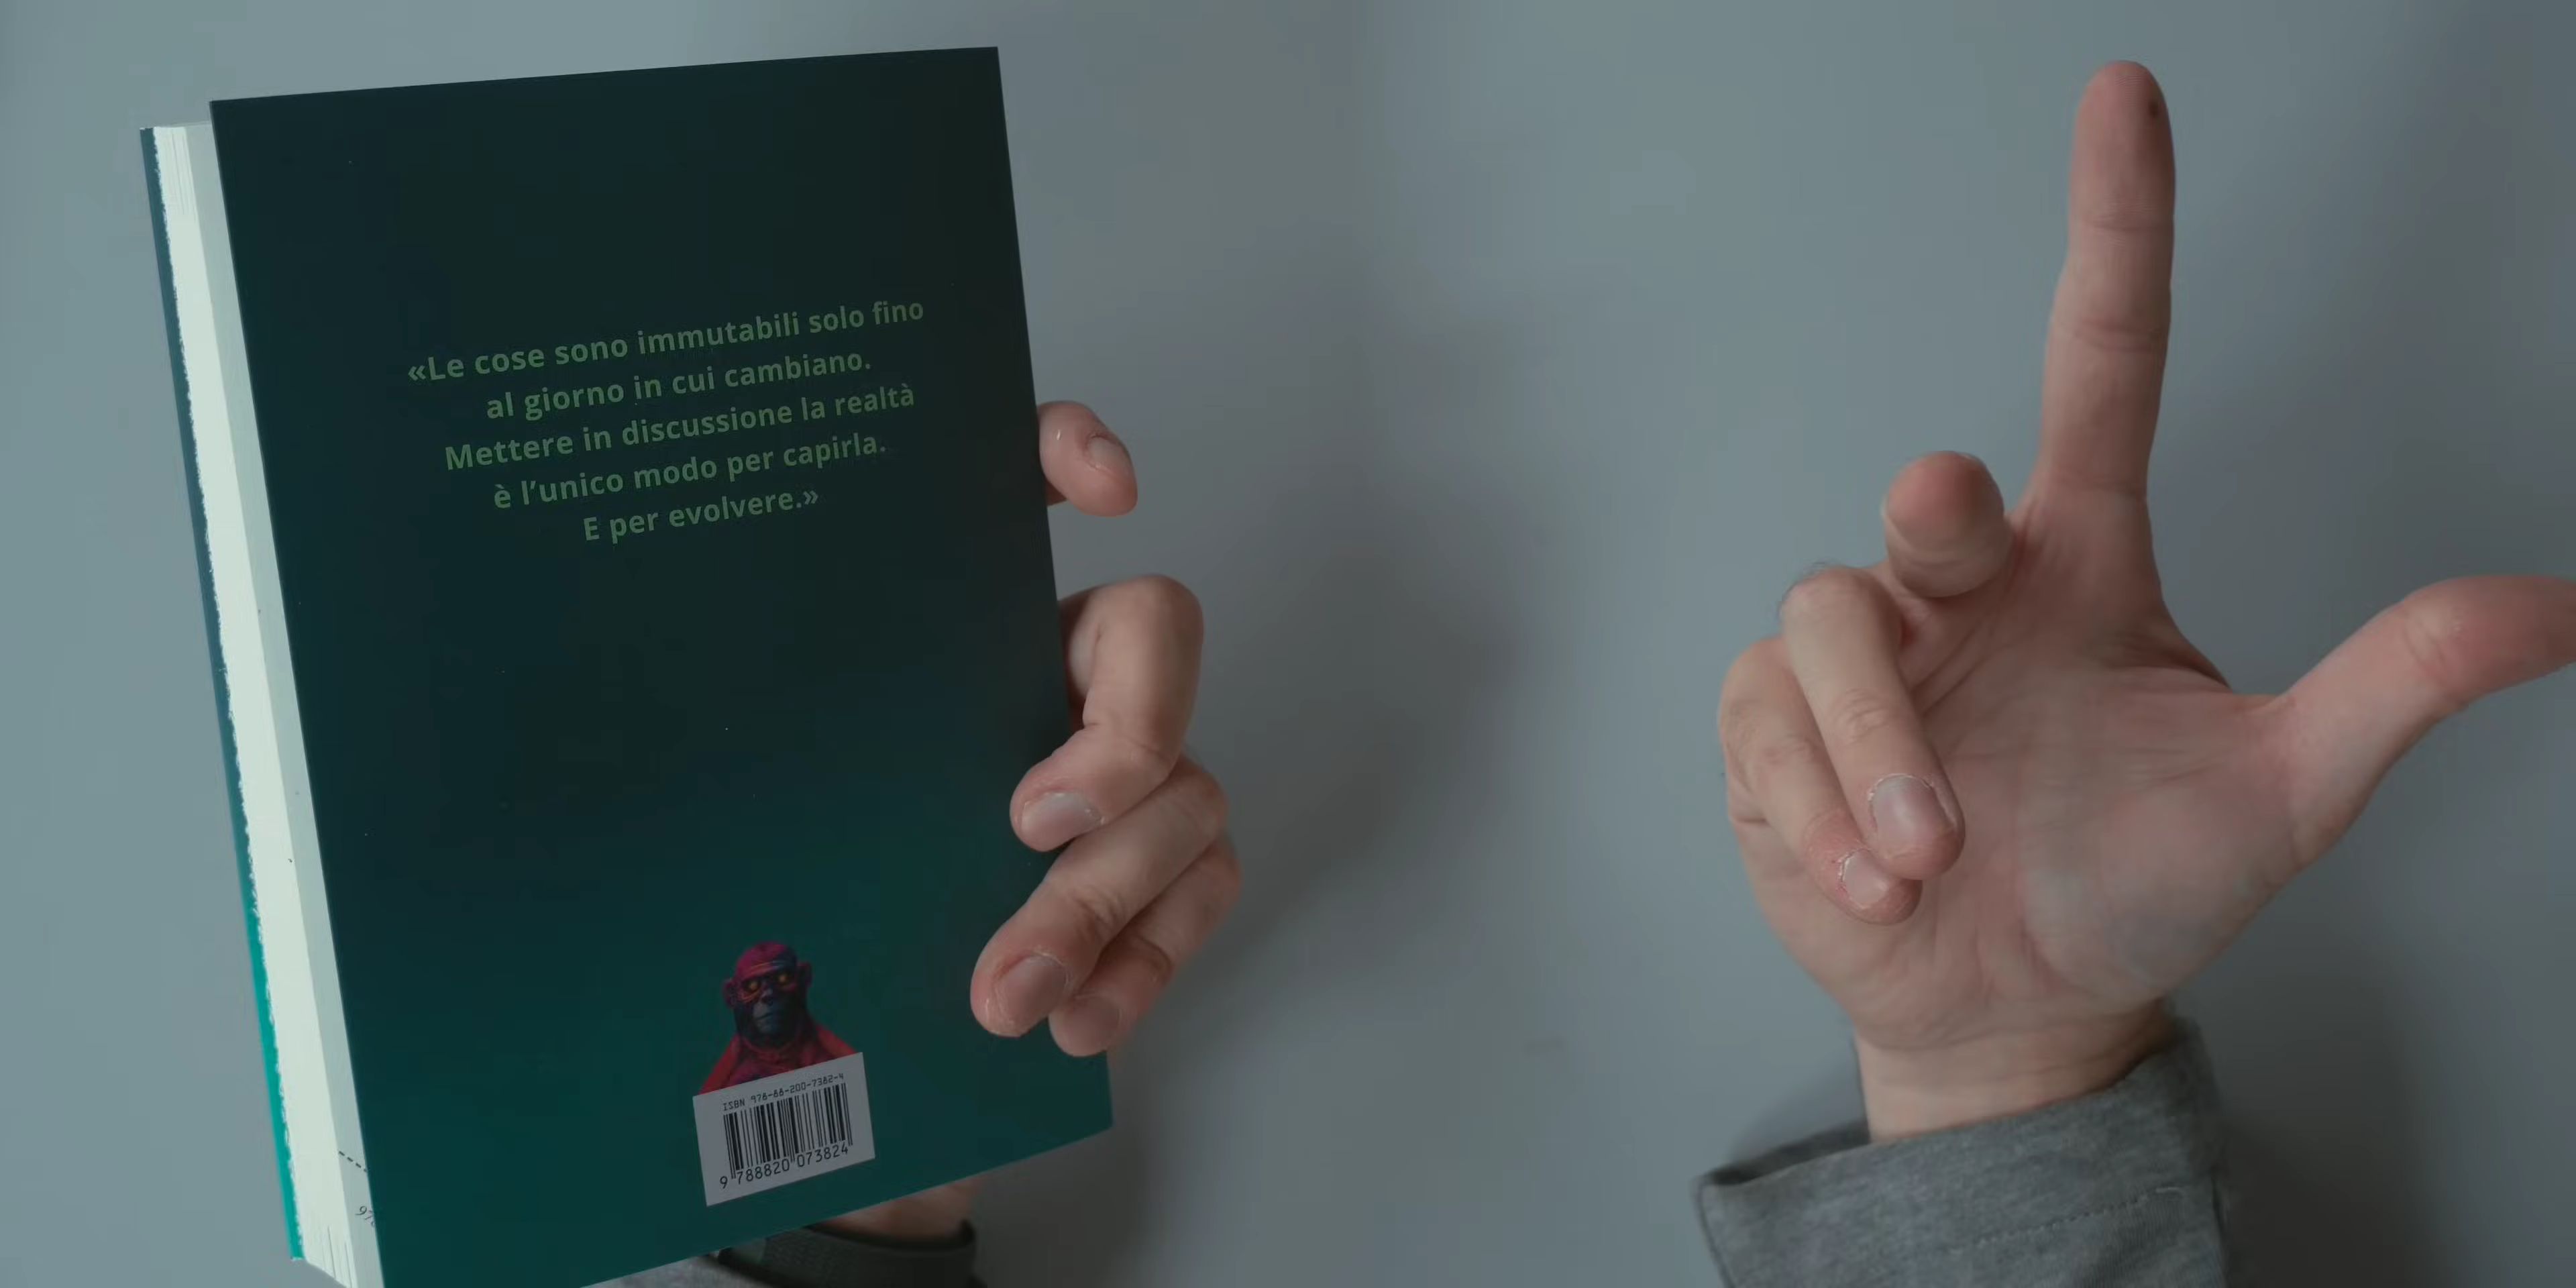 «Le cose sono immutabili solo fino
al giorno in cui cambiano.
Mettere in discussione la realtà
è l'unico modo per capirla.
E per evolvere.»
ISBN 978-88-200-7382-4
9 788820 073824